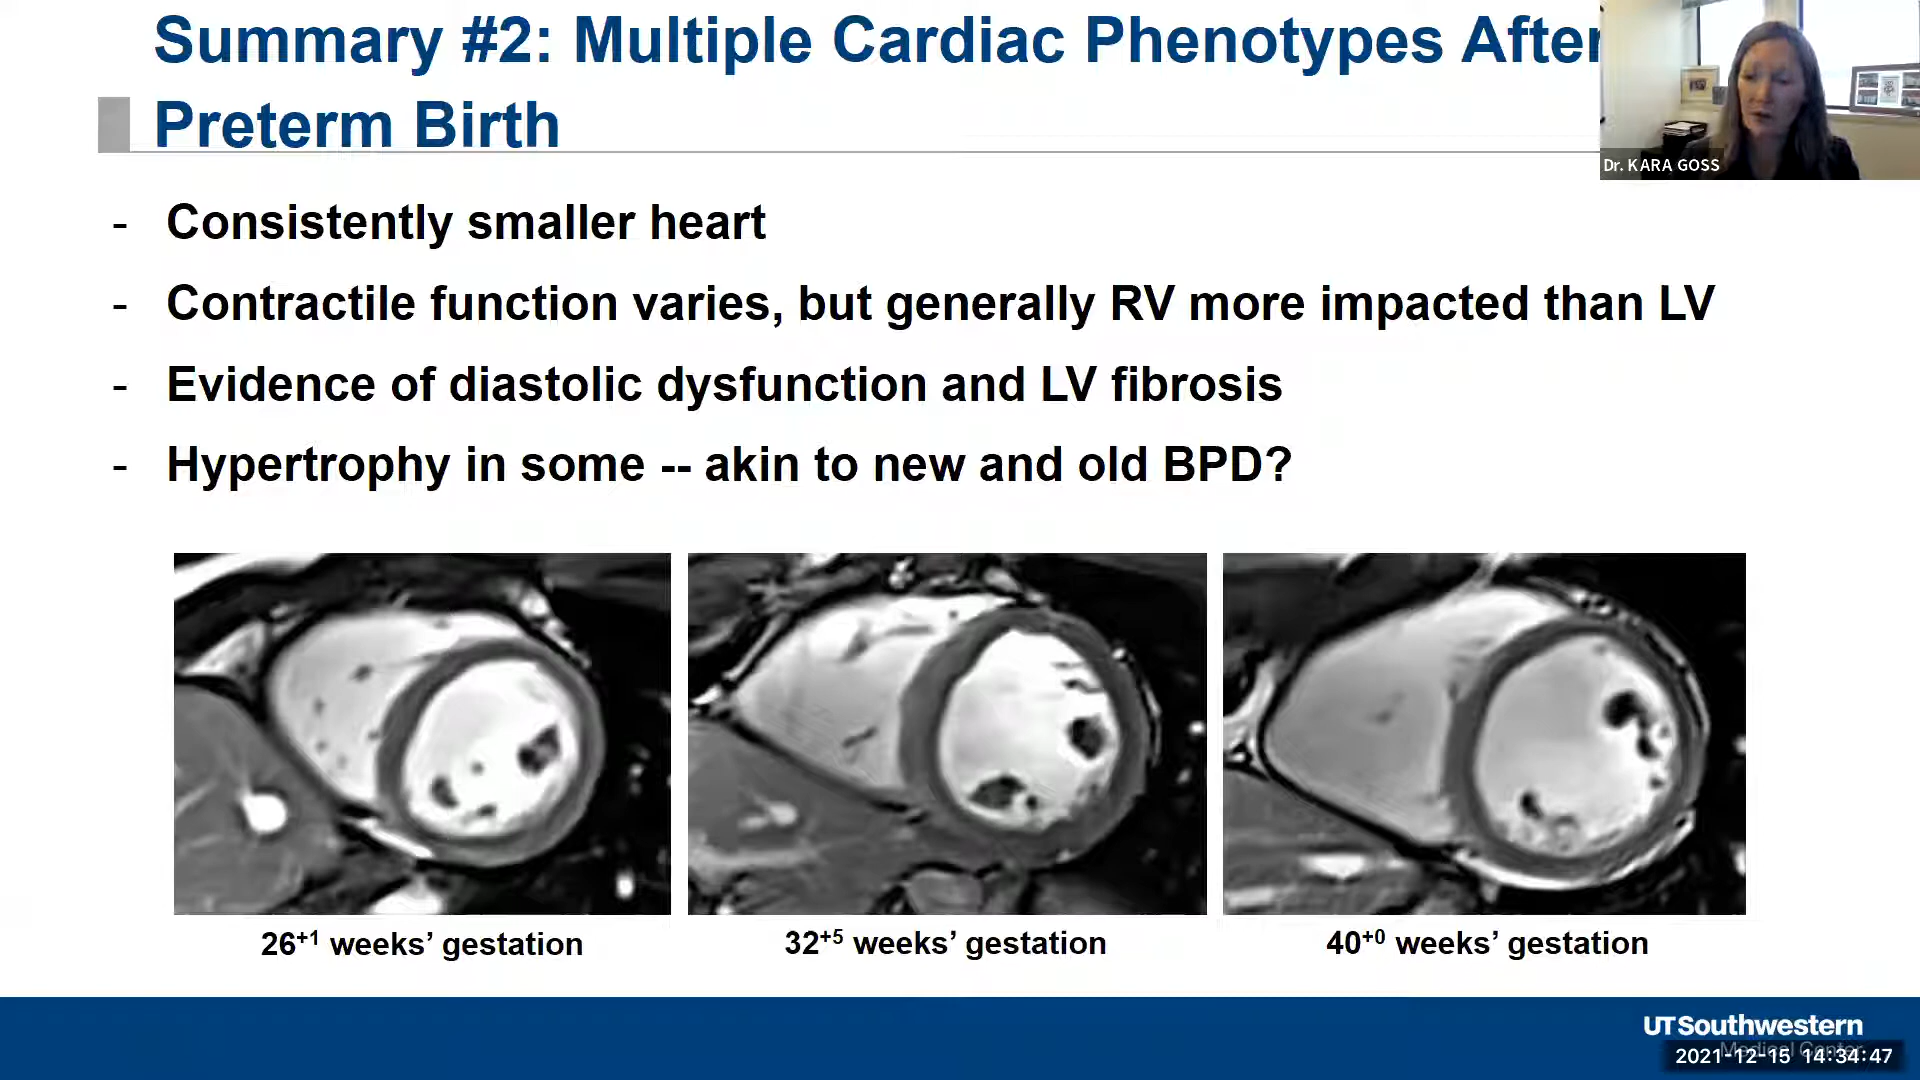 Summary #2: Multiple Cardiac Phenotypes After
Preterm Birth
Dr. KARA GOSS
- Consistently smaller heart
- Contractile function varies, but generally RV more impacted than LV
- Evidence of diastolic dysfunction and LV fibrosis
- Hypertrophy in some -- akin to new and old BPD?
26+1 weeks’ gestation
32+5 weeks’ gestation
40+0 weeks’ gestation
UTSouthwestern
Medical Center
2021-12-15 14:34:47